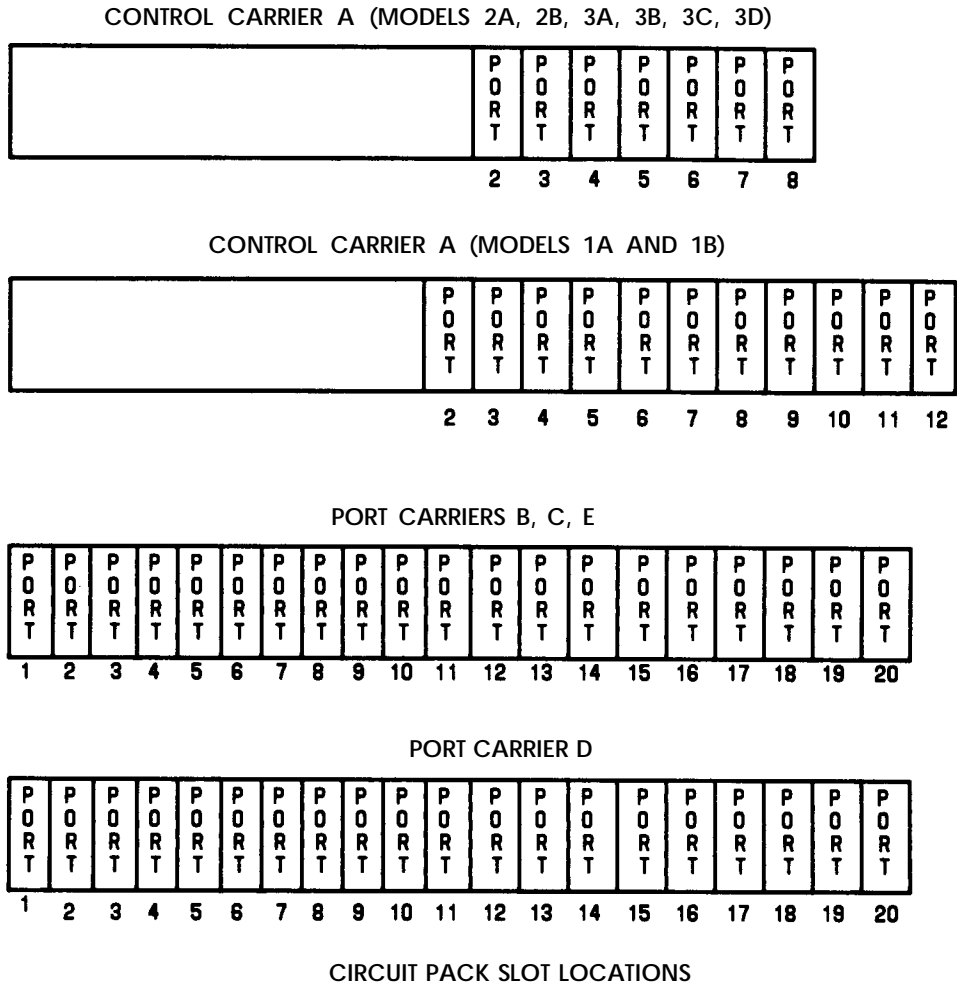 CONTROL CARRIER A (MODELS 2A, 2B, 3A, 3B, 3C, 3D)
PORT PORT PORT PORT PORT PORT PORT
2 3 4 5 6 7 8
CONTROL CARRIER A (MODELS 1A AND 1B)
PORT PORT PORT PORT PORT PORT PORT PORT PORT PORT PORT
2 3 4 5 6 7 8 9 10 11 12
PORT CARRIERS B, C, E
PORT PORT PORT PORT PORT PORT PORT PORT PORT PORT PORT PORT PORT PORT PORT PORT PORT PORT PORT PORT
1 2 3 4 5 6 7 8 9 10 11 12 13 14 15 16 17 18 19 20
PORT CARRIER D
PORT PORT PORT PORT PORT PORT PORT PORT PORT PORT PORT PORT PORT PORT PORT PORT PORT PORT PORT PORT
1 2 3 4 5 6 7 8 9 10 11 12 13 14 15 16 17 18 19 20
CIRCUIT PACK SLOT LOCATIONS